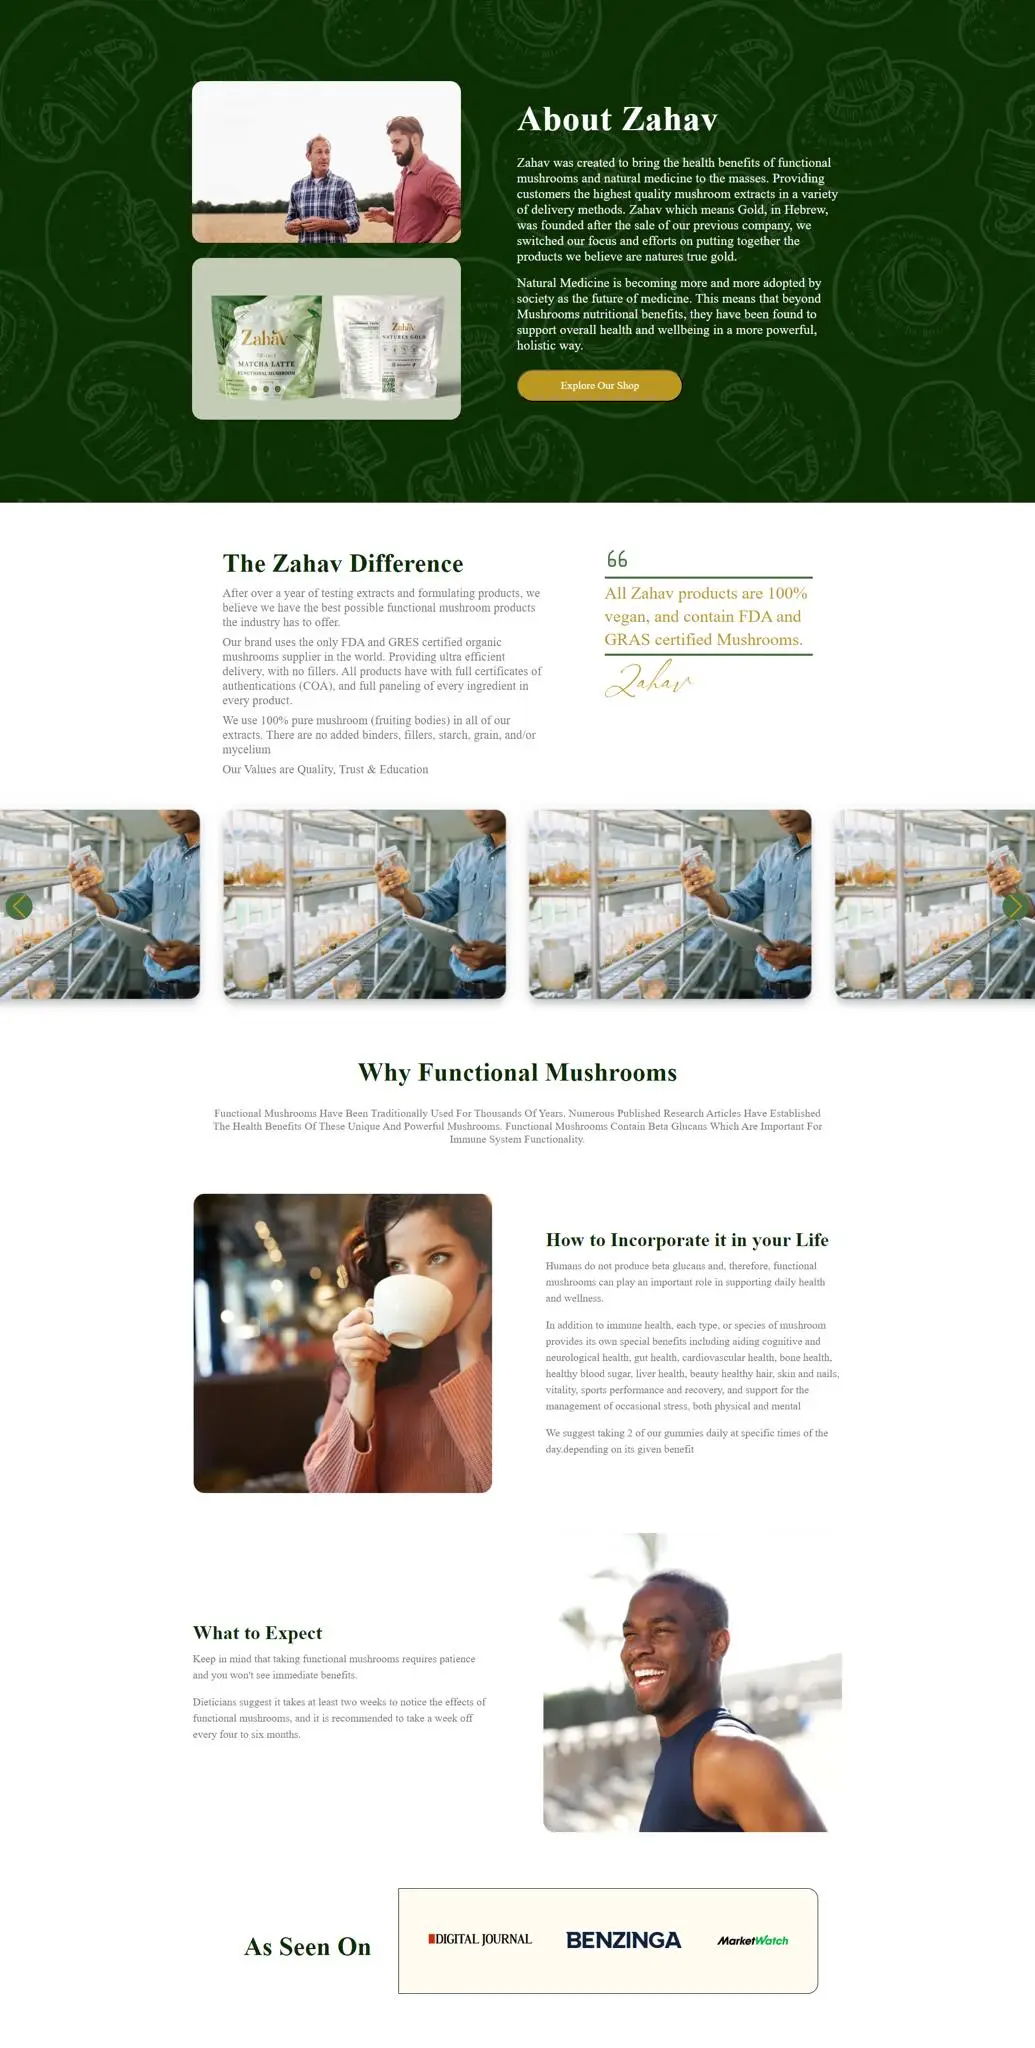 About Zahav
Zahav was created to bring the health benefits of functional
mushrooms and natural medicine to the masses. Providing
customers the highest quality mushroom extracts in a variety
of delivery methods. Zahav which means Gold, in Hebrew,
was founded after the sale of our previous company, we
switched our focus and efforts on putting together the
products we believe are natures true gold.
Natural Medicine is becoming more and more adopted by
society as the future of medicine. This means that beyond
Mushrooms nutritional benefits, they have been found to
support overall health and wellbeing in a more powerful,
holistic way.
Explore Our Shop
Zahav
MATCHA LATTE
FUNCTIONAL MUSHROOM
Zahav
NATURES GOLD
The Zahav Difference
After over a year of testing extracts and formulating products, we
believe we have the best possible functional mushroom products
the industry has to offer.
Our brand uses the only FDA and GRES certified organic
mushrooms supplier in the world. Providing ultra efficient
delivery, with no fillers. All products have with full certificates of
authentications (COA), and full paneling of every ingredient in
every product.
We use 100% pure mushroom (fruiting bodies) in all of our
extracts. There are no added binders, fillers, starch, grain, and/or
mycelium
Our Values are Quality, Trust & Education
All Zahav products are 100%
vegan, and contain FDA and
GRAS certified Mushrooms.
Zahav
Why Functional Mushrooms
Functional Mushrooms Have Been Traditionally Used For Thousands Of Years. Numerous Published Research Articles Have Established
The Health Benefits Of These Unique And Powerful Mushrooms. Functional Mushrooms Contain Beta Glucans Which Are Important For
Immune System Functionality.
How to Incorporate it in your Life
Humans do not produce beta glucans and, therefore, functional
mushrooms can play an important role in supporting daily health
and wellness.
In addition to immune health, each type, or species of mushroom
provides its own special benefits including aiding cognitive and
neurological health, gut health, cardiovascular health, bone health,
healthy blood sugar, liver health, beauty healthy hair, skin and nails,
vitality, sports performance and recovery, and support for the
management of occasional stress, both physical and mental
We suggest taking 2 of our gummies daily at specific times of the
day.depending on its given benefit
What to Expect
Keep in mind that taking functional mushrooms requires patience
and you won't see immediate benefits.
Dieticians suggest it takes at least two weeks to notice the effects of
functional mushrooms, and it is recommended to take a week off
every four to six months.
As Seen On
DIGITAL JOURNAL
BENZINGA
MarketWatch